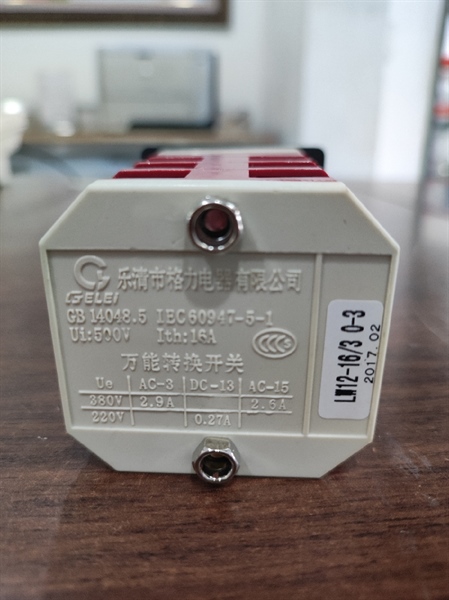 乐清市格力电器有限公司
GELEI
GB 14048.5 IEC60947-5-1
Ui:500V Ith:16A
CCC
万能转换开关
Ue AC-3 DC-13 AC-15
380V 2.9A 2.6A
220V 0.27A
LW12-16/3 0-3
2017.02